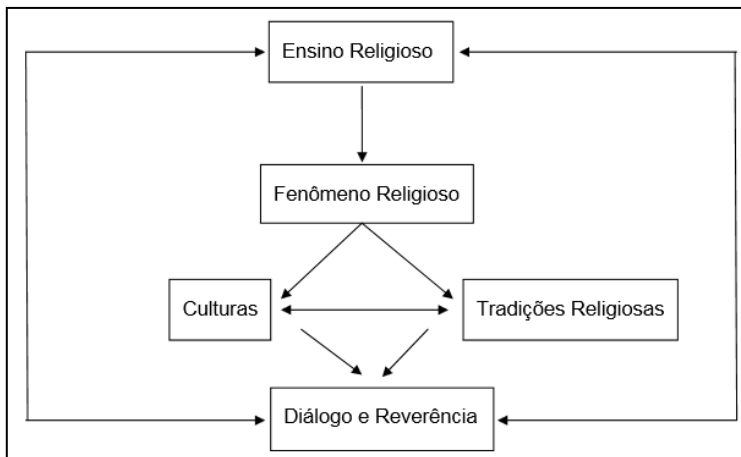 Ensino Religioso
Fenômeno Religioso
Culturas
Tradições Religiosas
Diálogo e Reverência